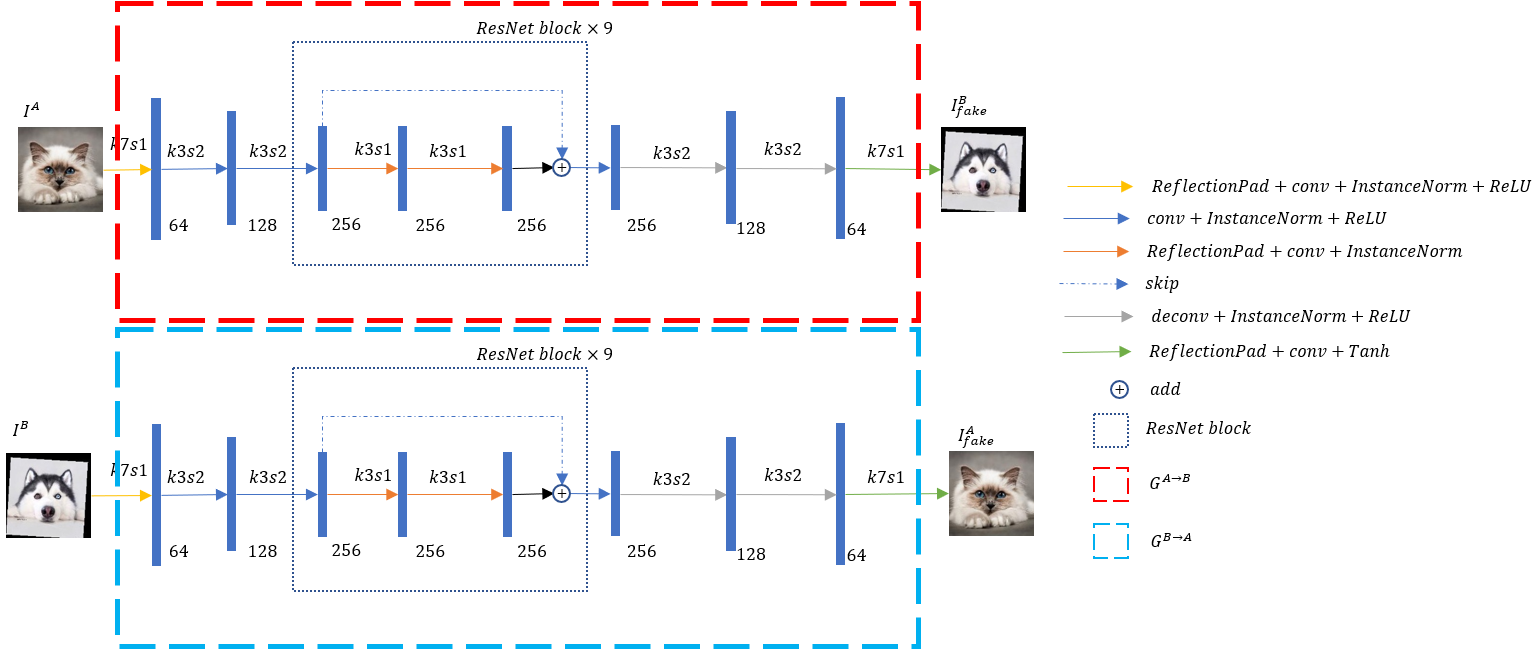 ResNet block × 9
I^A
k7s1
k3s2
k3s2
k3s1
k3s1
k3s2
k3s2
k7s1
I^B_fake
64
128
256
256
256
256
128
64
ResNet block × 9
I^B
k7s1
k3s2
k3s2
k3s1
k3s1
k3s2
k3s2
k7s1
I^A_fake
64
128
256
256
256
256
128
64
ReflectionPad + conv + InstanceNorm + ReLU
conv + InstanceNorm + ReLU
ReflectionPad + conv + InstanceNorm
skip
deconv + InstanceNorm + ReLU
ReflectionPad + conv + Tanh
add
ResNet block
G^A→B
G^B→A